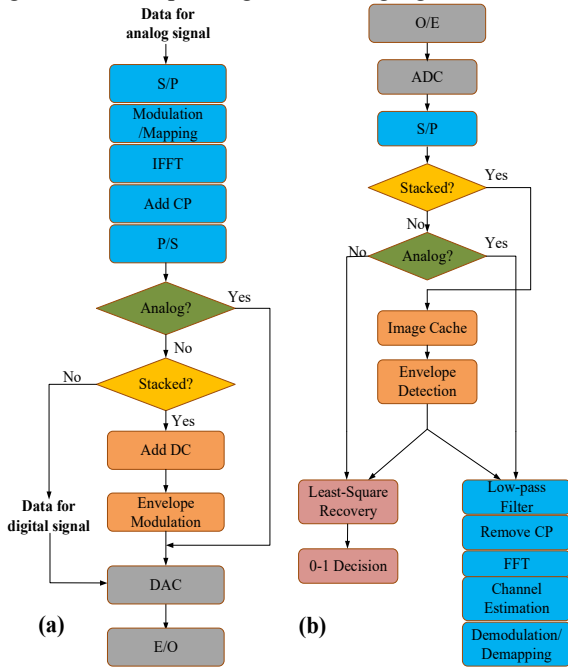 Data for
analog signal
S/P
Modulation
/Mapping
IFFT
Add CP
P/S
Analog?
Yes
No
Stacked?
No
Yes
Add DC
Envelope
Modulation
Data for
digital signal
DAC
(a)
E/O
O/E
ADC
S/P
Stacked?
Yes
No
Analog?
No
Yes
Image Cache
Envelope
Detection
Least-Square
Recovery
0-1 Decision
(b)
Low-pass
Filter
Remove CP
FFT
Channel
Estimation
Demodulation/
Demapping